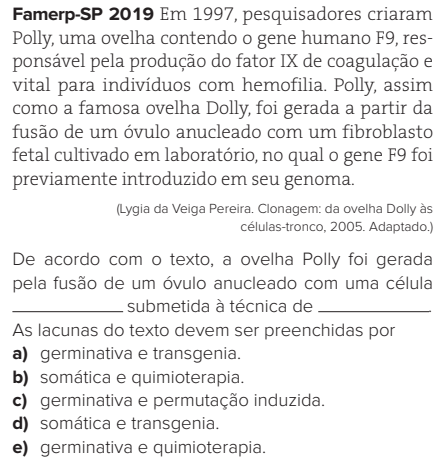 Famerp-SP 2019 Em 1997, pesquisadores criaram
Polly, uma ovelha contendo o gene humano F9, res-
ponsável pela produção do fator IX de coagulação e
vital para indivíduos com hemofilia. Polly, assim
como a famosa ovelha Dolly, foi gerada a partir da
fusão de um óvulo anucleado com um fibroblasto
fetal cultivado em laboratório, no qual o gene F9 foi
previamente introduzido em seu genoma.
(Lygia da Veiga Pereira. Clonagem: da ovelha Dolly às
células-tronco, 2005. Adaptado.)
De acordo com o texto, a ovelha Polly foi gerada
pela fusão de um óvulo anucleado com uma célula
____________ submetida à técnica de ____________.
As lacunas do texto devem ser preenchidas por
a) germinativa e transgenia.
b) somática e quimioterapia.
c) germinativa e permutação induzida.
d) somática e transgenia.
e) germinativa e quimioterapia.